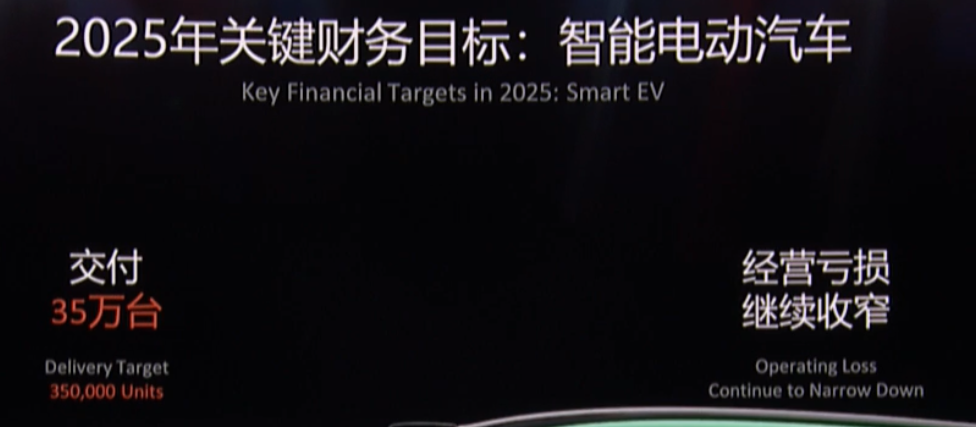 2025年关键财务目标：智能电动汽车
Key Financial Targets in 2025: Smart EV
交付
35万台
Delivery Target
350,000 Units
经营亏损
继续收窄
Operating Loss
Continue to Narrow Down